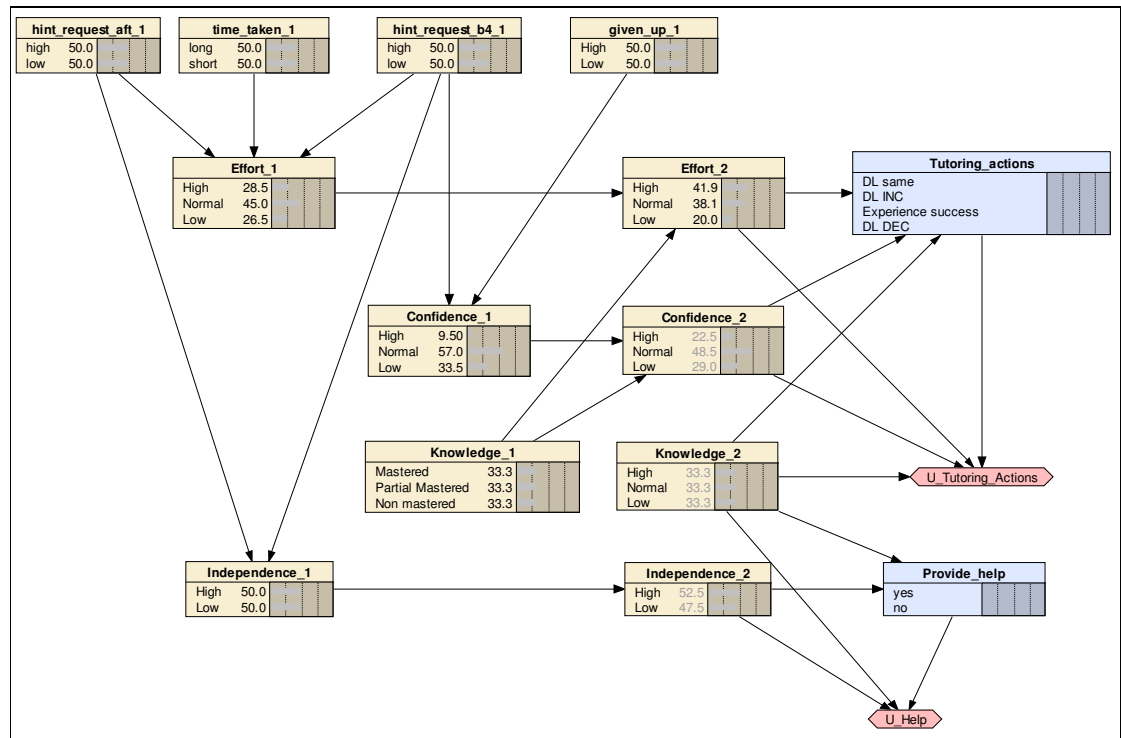 hint_request_aft_1
high 50.0
low 50.0
time_taken_1
long 50.0
short 50.0
hint_request_b4_1
high 50.0
low 50.0
given_up_1
High 50.0
Low 50.0
Effort_1
High 28.5
Normal 45.0
Low 26.5
Effort_2
High 41.9
Normal 38.1
Low 20.0
Tutoring_actions
DL same
DL INC
Experience success
DL DEC
Confidence_1
High 9.50
Normal 57.0
Low 33.5
Confidence_2
High 22.5
Normal 48.5
Low 29.0
Knowledge_1
Mastered 33.3
Partial Mastered 33.3
Non mastered 33.3
Knowledge_2
High 33.3
Normal 33.3
Low 33.3
U_Tutoring_Actions
Independence_1
High 50.0
Low 50.0
Independence_2
High 52.5
Low 47.5
Provide_help
yes
no
U_Help